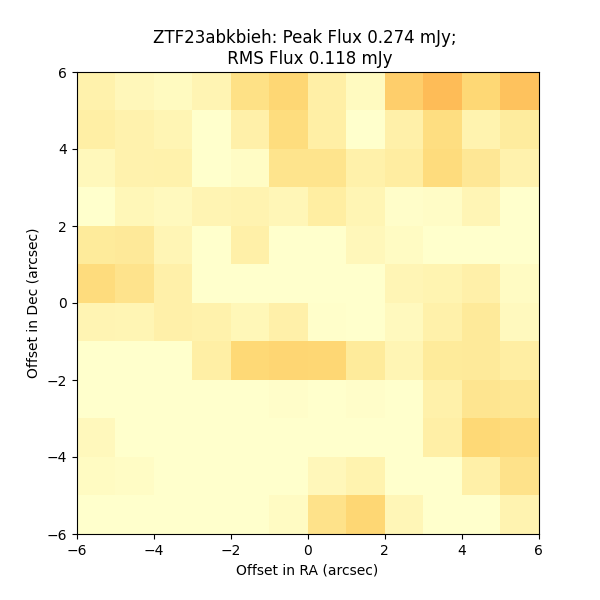 ZTF23abkbieh: Peak Flux 0.274 mJy;
RMS Flux 0.118 mJy
6
4
2
0
−2
−4
−6
Offset in Dec (arcsec)
−6 −4 −2 0 2 4 6
Offset in RA (arcsec)